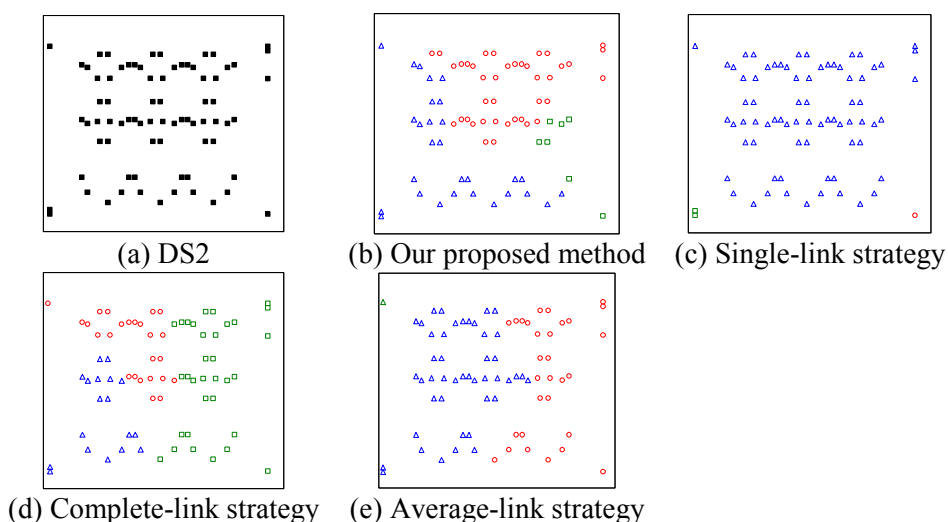 (a) DS2
(b) Our proposed method
(c) Single-link strategy
(d) Complete-link strategy
(e) Average-link strategy